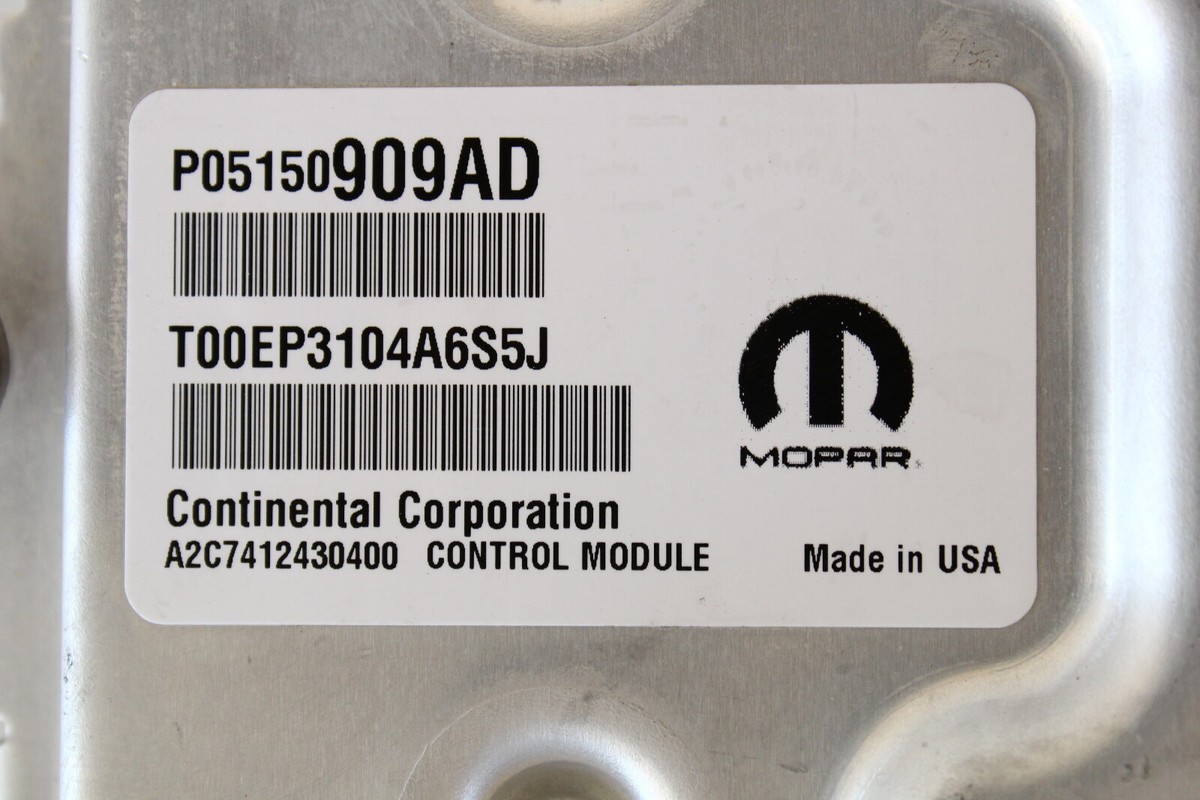 P05150909AD
T00EP3104A6S5J
MOPAR
Continental Corporation
A2C7412430400 CONTROL MODULE Made in USA